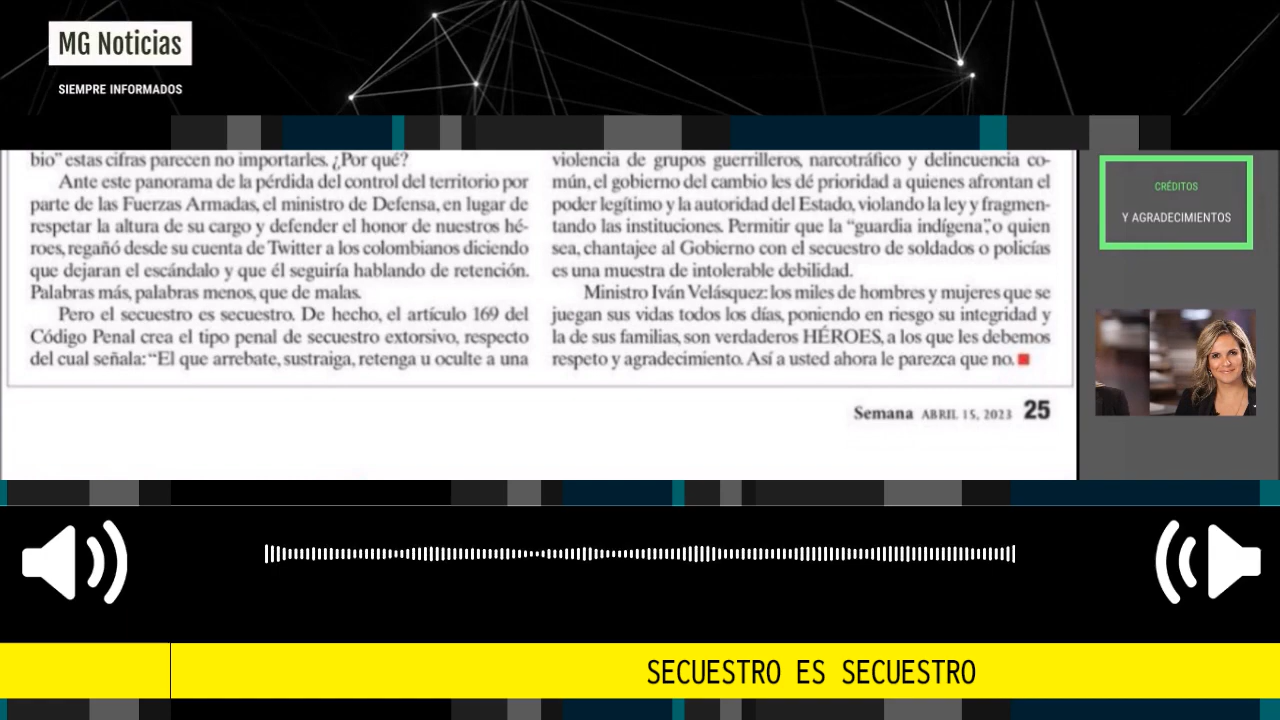 MG Noticias
SIEMPRE INFORMADOS
bio” estas cifras parecen no importarles. ¿Por qué?
Ante este panorama de la pérdida del control del territorio por
parte de las Fuerzas Armadas, el ministro de Defensa, en lugar de
respetar la altura de su cargo y defender el honor de nuestros hé-
roes, regañó desde su cuenta de Twitter a los colombianos diciendo
que dejaran el escándalo y que él seguiría hablando de retención.
Palabras más, palabras menos, que de malas.
Pero el secuestro es secuestro. De hecho, el artículo 169 del
Código Penal crea el tipo penal de secuestro extorsivo, respecto
del cual señala: “El que arrebate, sustraiga, retenga u oculte a una
violencia de grupos guerrilleros, narcotráfico y delincuencia co-
mún, el gobierno del cambio les dé prioridad a quienes afrontan el
poder legítimo y la autoridad del Estado, violando la ley y fragmen-
tando las instituciones. Permitir que la “guardia indígena”, o quien
sea, chantajee al Gobierno con el secuestro de soldados o policías
es una muestra de intolerable debilidad.
Ministro Iván Velásquez: los miles de hombres y mujeres que se
juegan sus vidas todos los días, poniendo en riesgo su integridad y
la de sus familias, son verdaderos HÉROES, a los que les debemos
respeto y agradecimiento. Así a usted ahora le parezca que no.
Semana ABRIL 15, 2023 25
CRÉDITOS
Y AGRADECIMIENTOS
SECUESTRO ES SECUESTRO